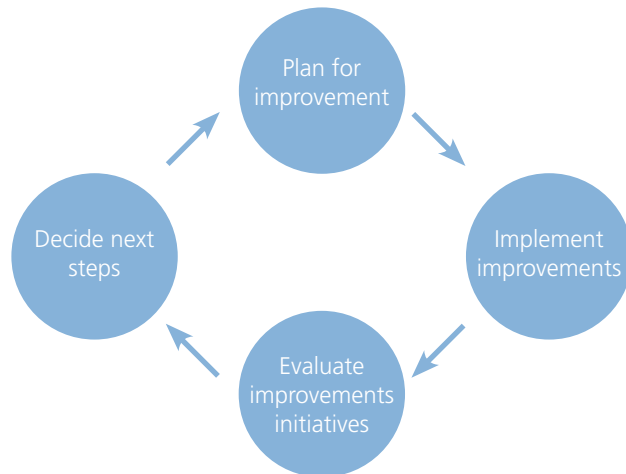 Plan for
improvement
Implement
improvements
Evaluate
improvements
initiatives
Decide next
steps